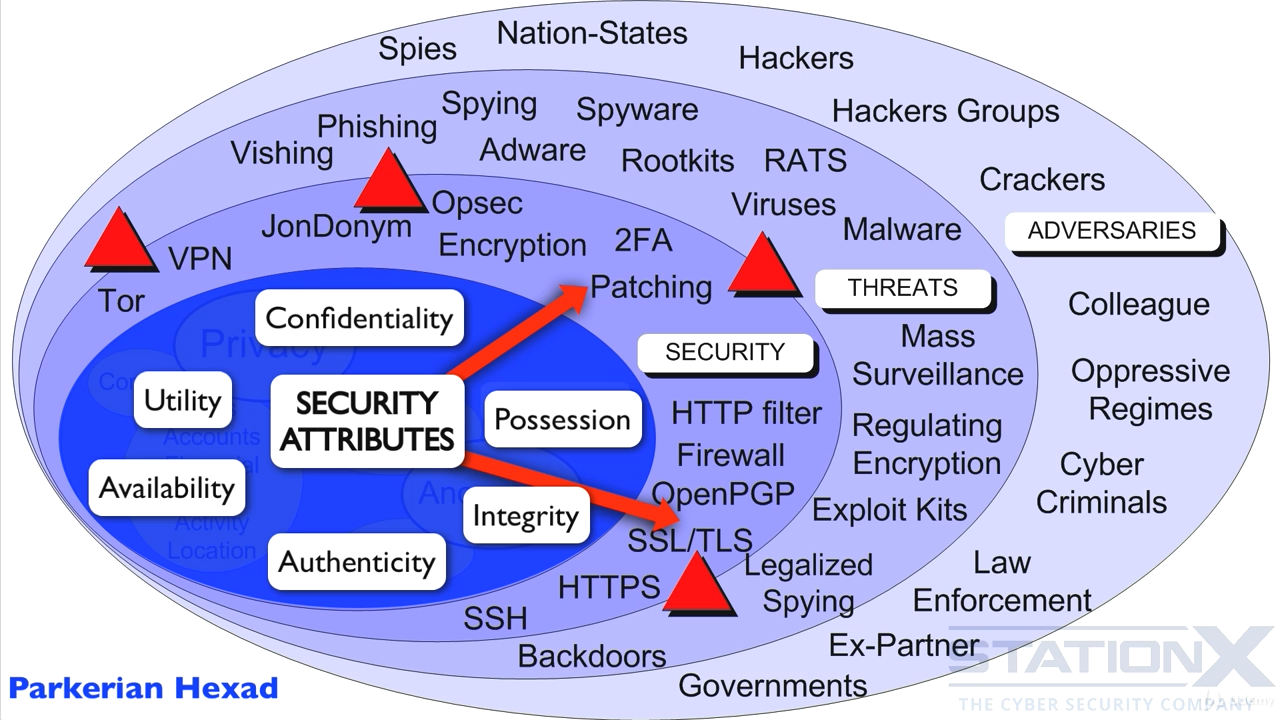 Nation-States
Spies
Hackers
Spying
Spyware
Hackers Groups
Phishing
Vishing
Adware
Rootkits
RATS
Crackers
Opsec
Viruses
JonDonym
Malware
ADVERSARIES
Encryption
2FA
VPN
Patching
THREATS
Tor
Colleague
Confidentiality
Privacy
Mass
Surveillance
SECURITY
Oppressive
Regimes
Utility
SECURITY
ATTRIBUTES
Possession
HTTP filter
Regulating
Encryption
Accounts
Firewall
Cyber
Criminals
Availability
OpenPGP
Exploit Kits
Integrity
Activity
Location
SSL/TLS
Authenticity
Legalized
Spying
Law
Enforcement
HTTPS
SSH
Ex-Partner
Backdoors
Governments
Parkerian Hexad
STATIONX
THE CYBER SECURITY COMPANY